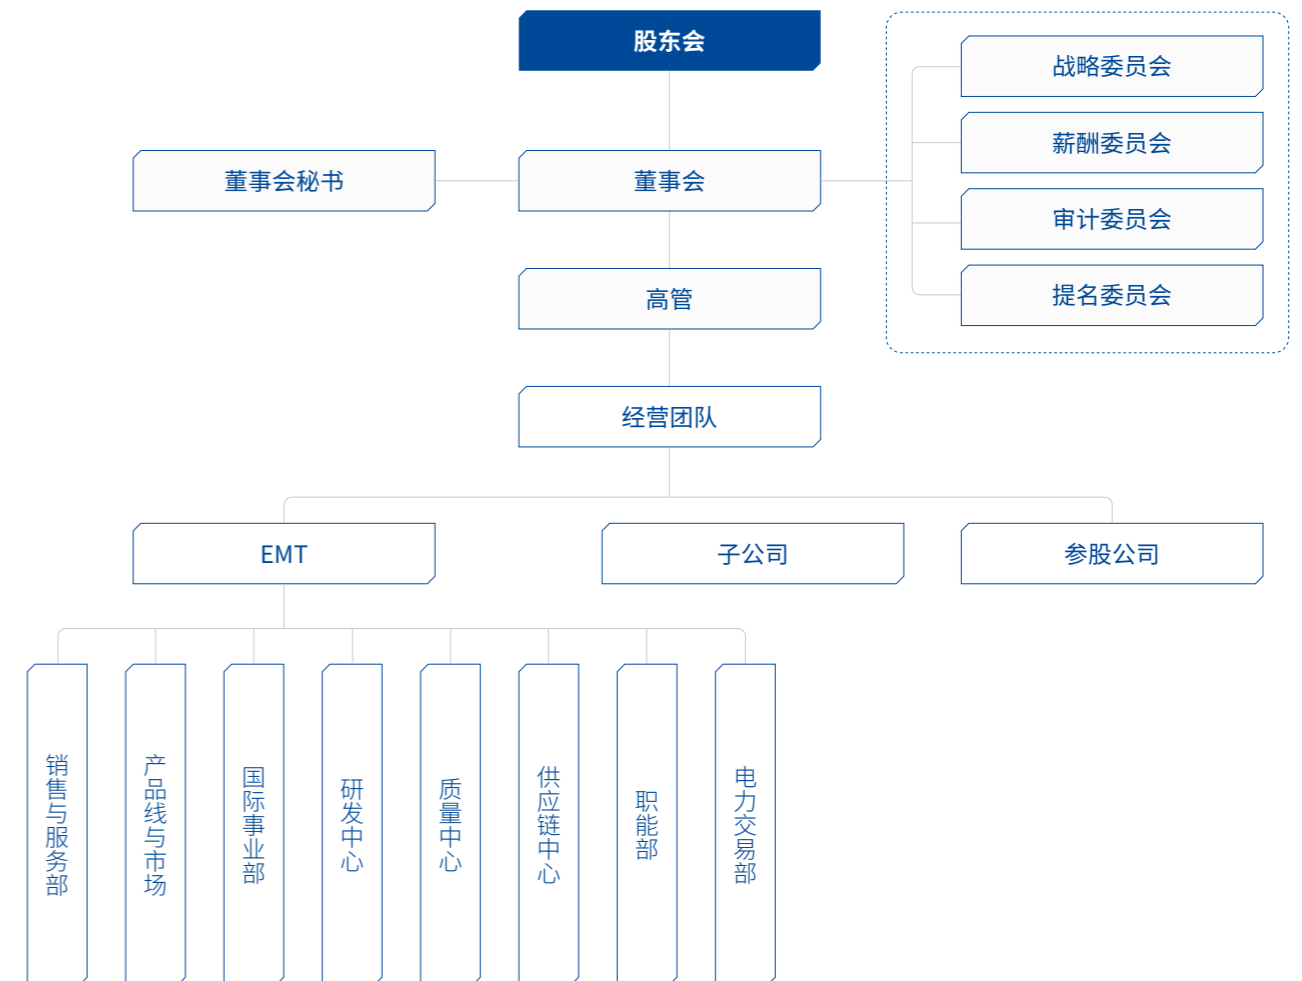 股东会
战略委员会
薪酬委员会
董事会秘书
董事会
审计委员会
提名委员会
高管
经营团队
EMT
子公司
参股公司
销售与服务部
产品线与市场
国际事业部
研发中心
质量中心
供应链中心
职能部
电力交易部